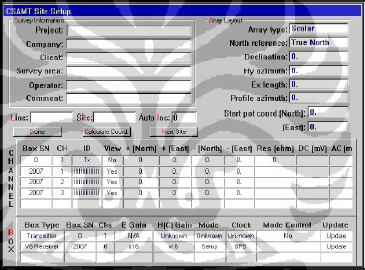 CSAMT Site Setup
Survey Information
Project:
Company:
Client:
Survey area:
Operator:
Comment:
Array Layout
Array type: Scalar
North reference: True North
Declination: 0.
Hy azimuth: 0.
Ex length: 0.
Profile azimuth: 0.
Start pot coord.(North): 0.
(East): 0.
Line: Site: Auto Inc: 0
Done Calculate Coord. Next Site
CHANNEL
Box SN CH ID View + (North) + (East) - (North) - (East) Res (ohm) DC (mV) AC (m
0 1 Tx No 0. 0. 0. 0. 0.
2007 1 Yes 0. 0. 0. 0.
2007 2 Yes 0. 0. 0. 0.
2007 3 Yes 0. 0. 0. 0.
BOX
Box Type Box SN Chs E Gain H(C) Gain Mode Clock Mode Control Update
Transmitter 0 1 N/A Unknown Unknown Unknown No Update
V8 Receiver 2007 6 x16 x16 Setup GPS Update